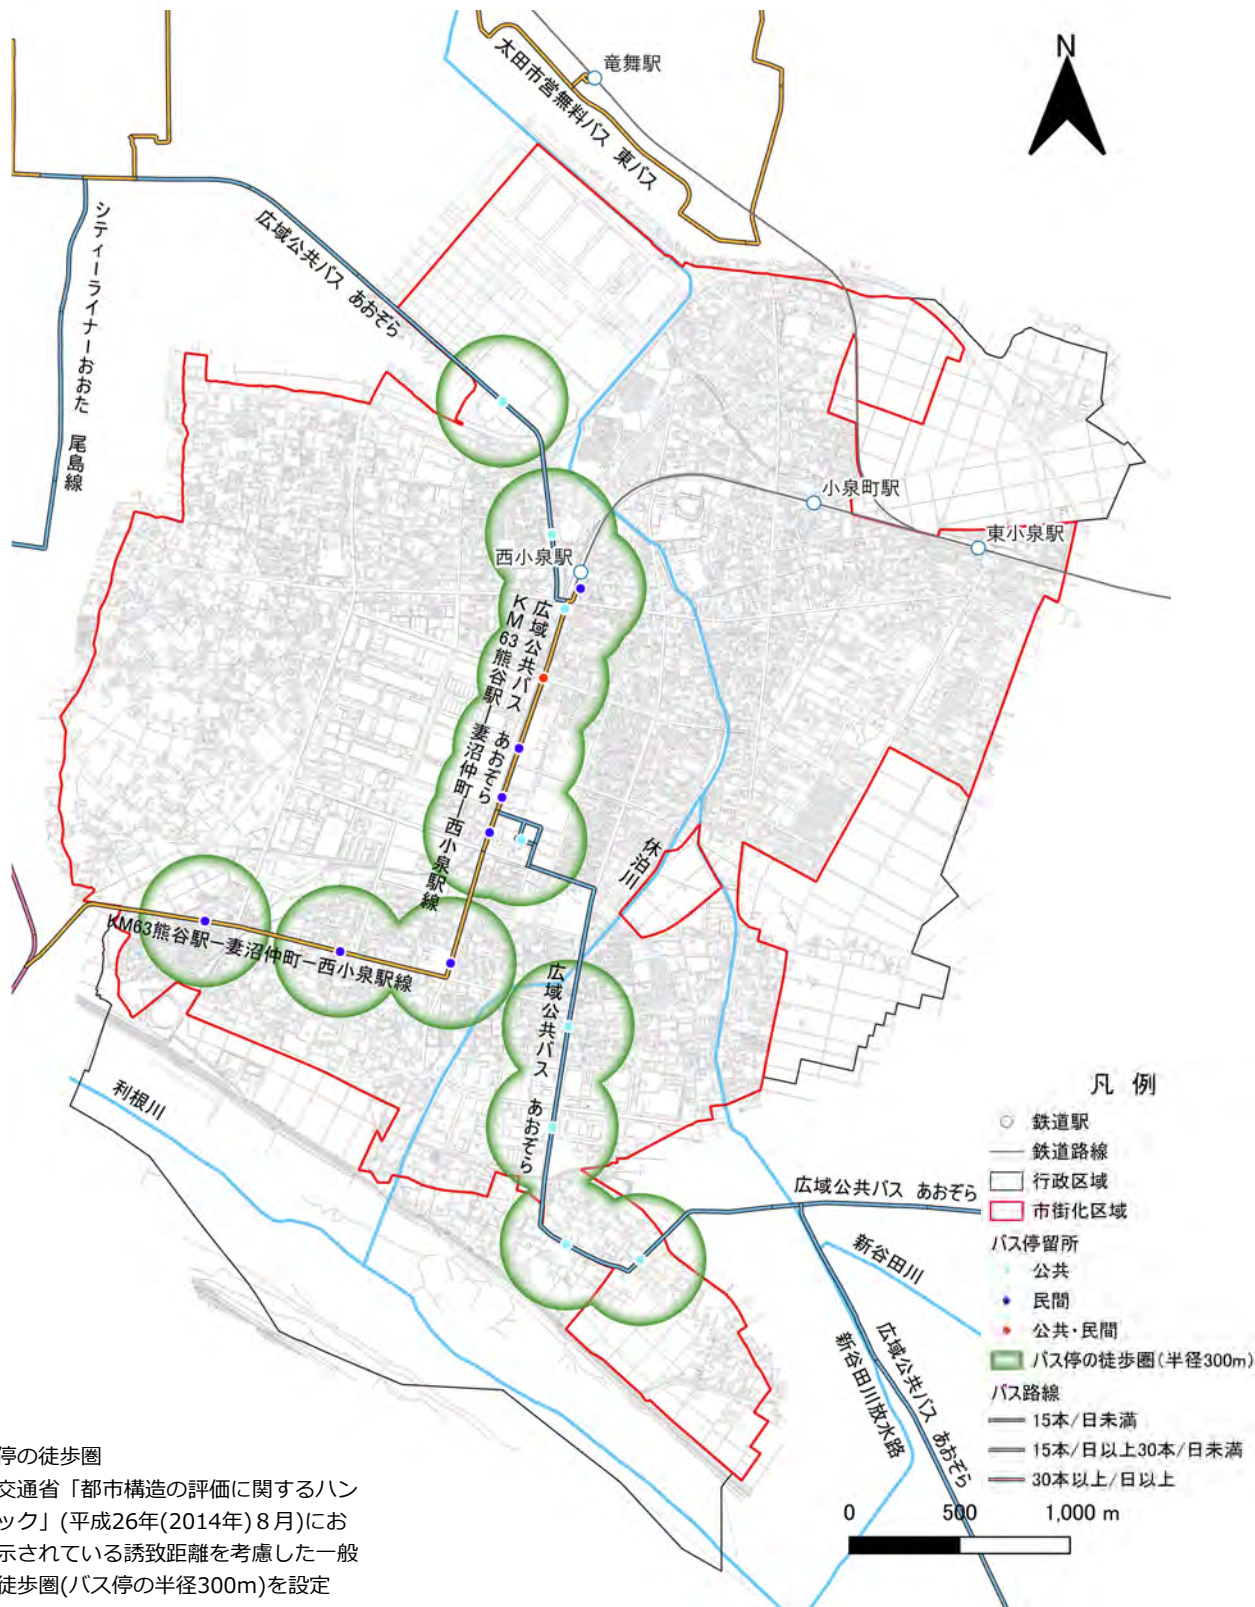 N
竜舞駅
太田市営無料バス 東バス
シティーライナーおおた 尾島線
広域公共バス あおぞら
小泉町駅
東小泉駅
西小泉駅
広域公共バス あおぞら
KM63熊谷駅ー妻沼仲町ー西小泉駅線
休泊川
KM63熊谷駅ー妻沼仲町ー西小泉駅線
広域公共バス あおぞら
利根川
広域公共バス あおぞら
新谷田川
新谷田川放水路
広域公共バス あおぞら
凡 例
鉄道駅
鉄道路線
行政区域
市街化区域
バス停留所
公共
民間
公共・民間
バス停の徒歩圏(半径300m)
バス路線
15本/日未満
15本/日以上30本/日未満
30本以上/日以上
0 500 1,000 m
停の徒歩圏
交通省「都市構造の評価に関するハン
ック」(平成26年(2014年)８月)にお
示されている誘致距離を考慮した一般
徒歩圏(バス停の半径300m)を設定